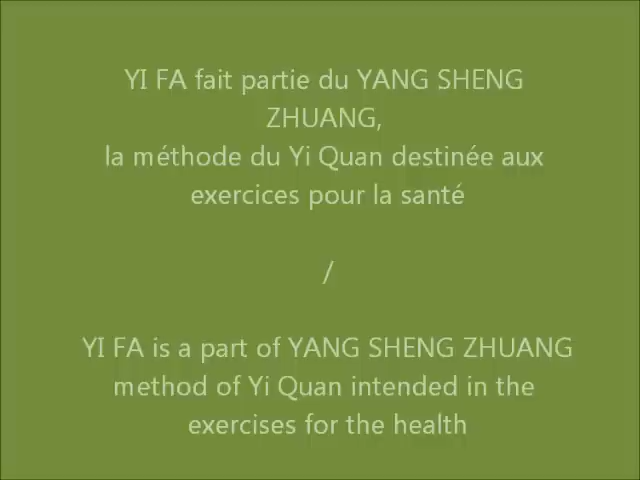 YI FA fait partie du YANG SHENG
ZHUANG,
la méthode du Yi Quan destinée aux
exercices pour la santé
/
YI FA is a part of YANG SHENG ZHUANG
method of Yi Quan intended in the
exercises for the health